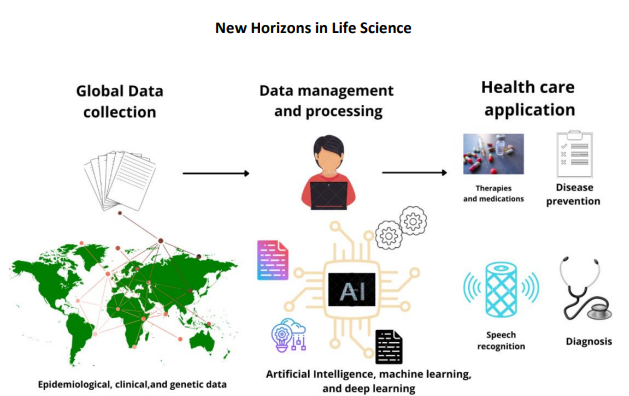 New Horizons in Life Science
Global Data
collection
Data management
and processing
Health care
application
Therapies
and medications
Disease
prevention
AI
Speech
recognition
Diagnosis
Epidemiological, clinical,and genetic data
Artificial Intelligence, machine learning,
and deep learning